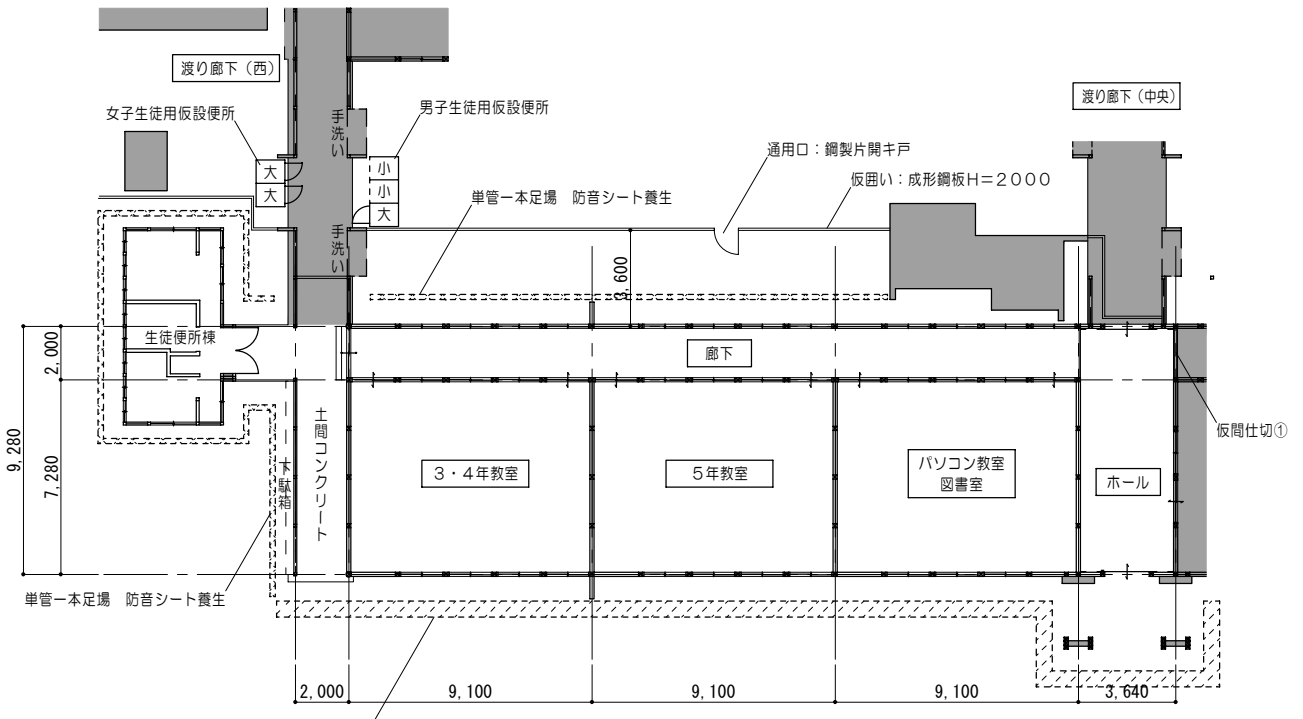 渡り廊下（西）
渡り廊下（中央）
女子生徒用仮設便所
男子生徒用仮設便所
手洗い
通用口：鋼製片開キ戸
仮囲い：成形鋼板H＝2000
大
大
小
小
大
単管一本足場　防音シート養生
手洗い
3,600
生徒便所棟
廊下
2,000
9,280
7,280
下駄箱
土間コンクリート
３・４年教室
５年教室
パソコン教室
図書室
ホール
仮間仕切①
単管一本足場　防音シート養生
2,000
9,100
9,100
9,100
3,640